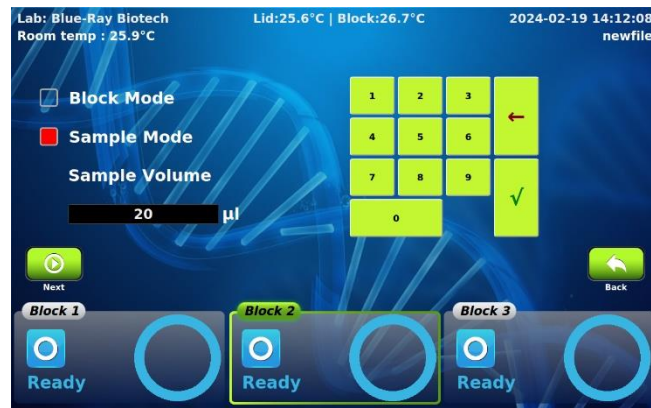 Lab: Blue-Ray Biotech Lid:25.6°C | Block:26.7°C 2024-02-19 14:12:08
Room temp : 25.9°C newfile
Block Mode
Sample Mode
Sample Volume
20 µl
1 2 3 ←
4 5 6
7 8 9 √
0
Next
Back
Block 1
Ready
Block 2
Ready
Block 3
Ready